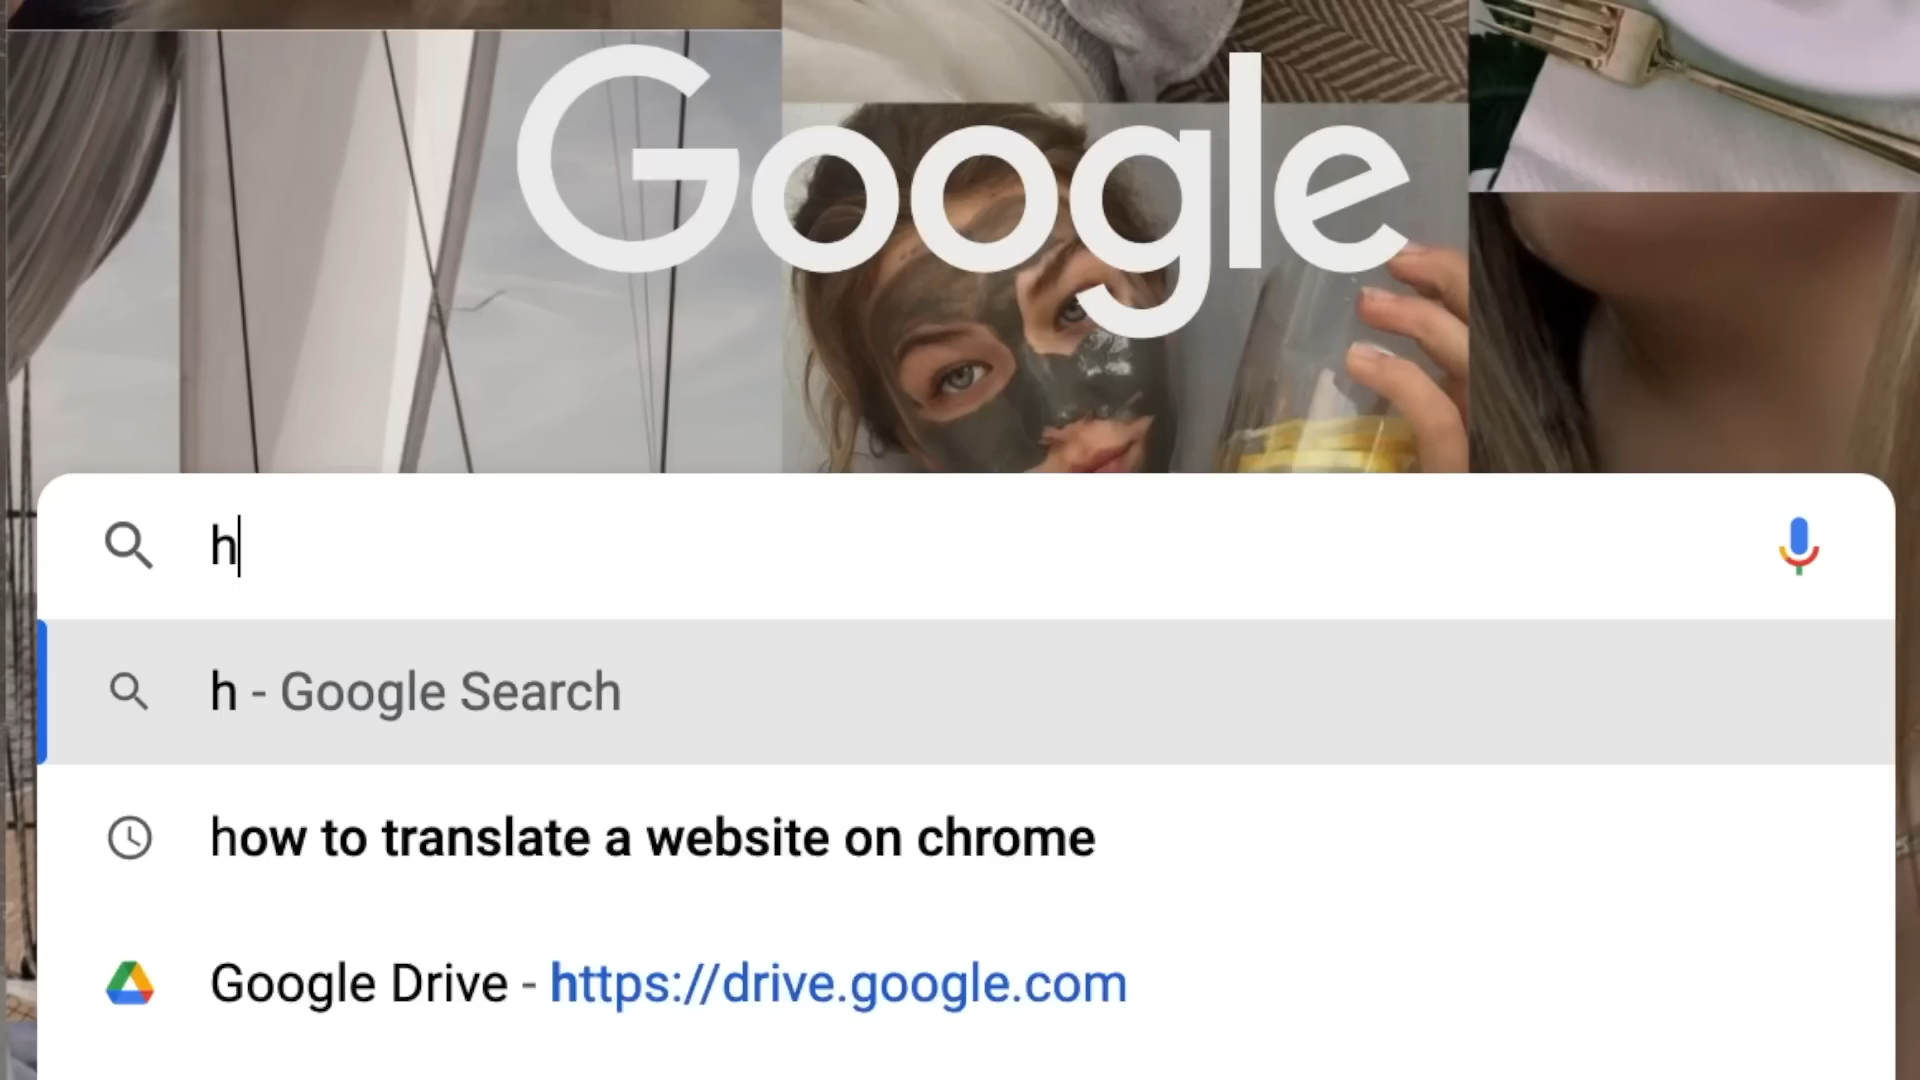 Google
h
h - Google Search
how to translate a website on chrome
Google Drive - https://drive.google.com